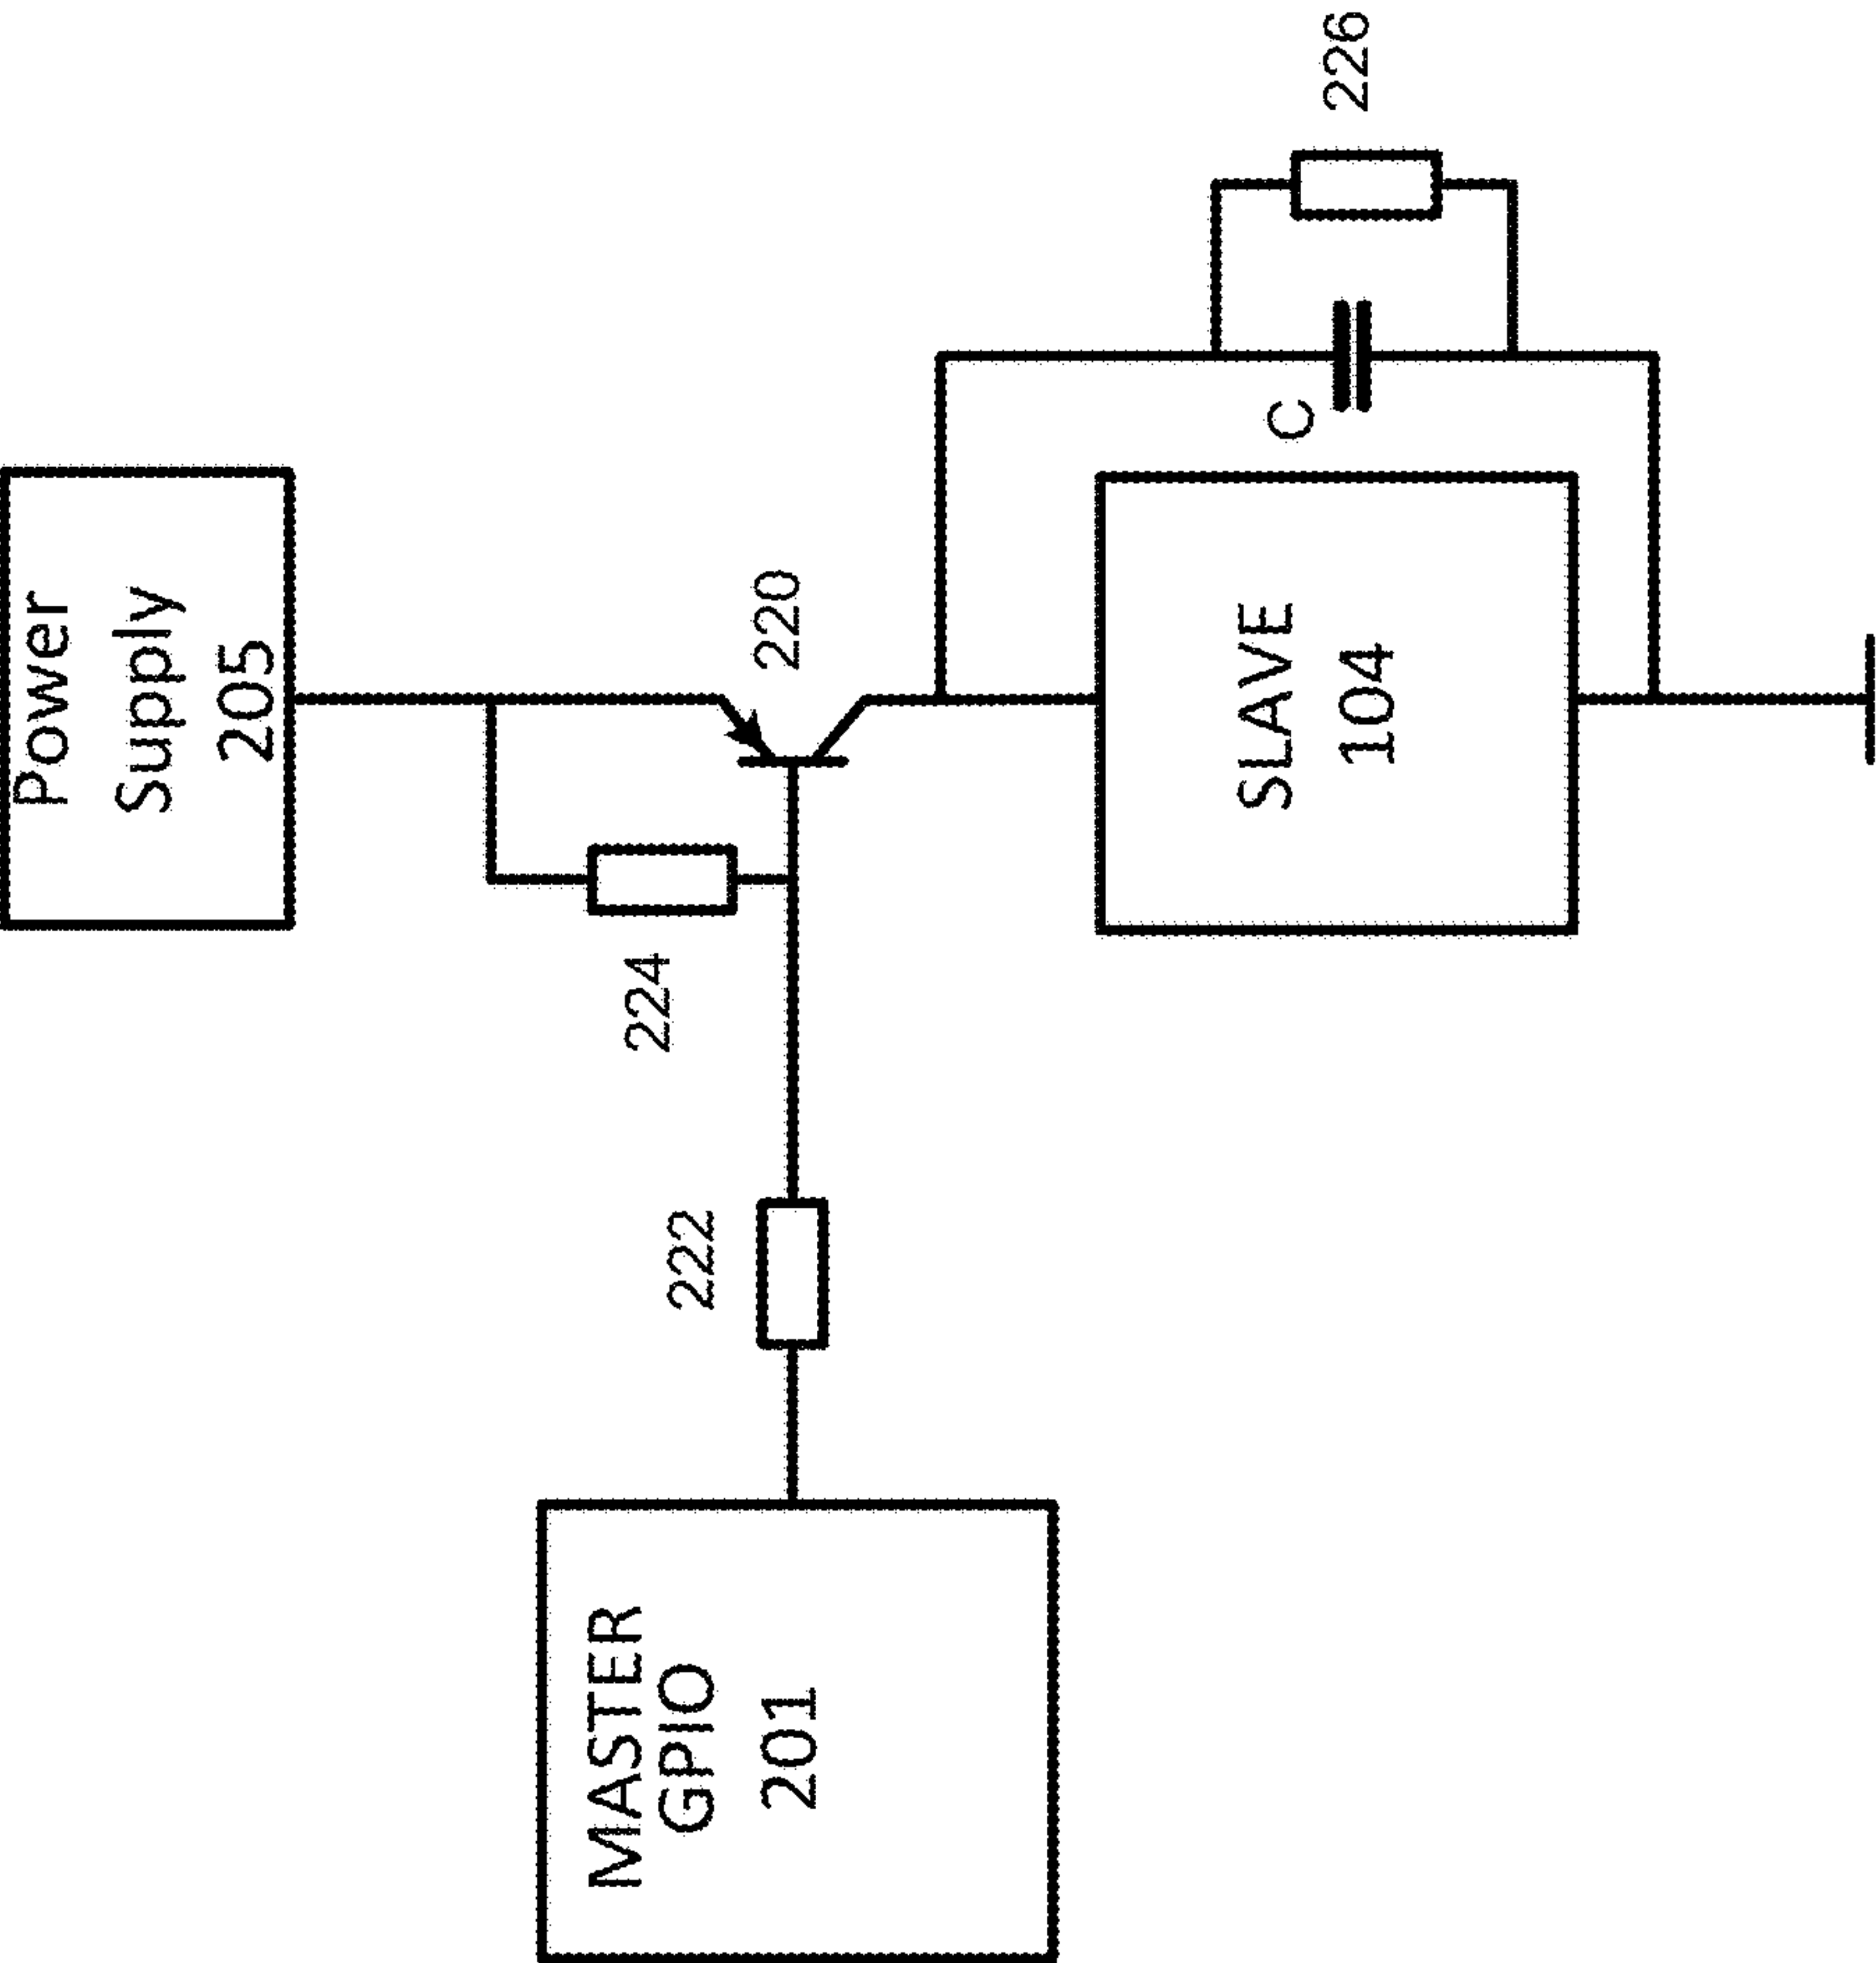 Power
Supply
205
220
226
C
SLAVE
104
224
222
MASTER
GPIO
201